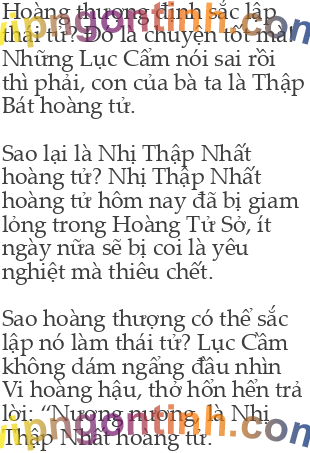 Hoàng thượng định sắc lập
thái tử? Đó là chuyện tốt mà!
Những Lục Cẩm nói sai rồi
thì phải, con của bà ta là Thập
Bát hoàng tử.
Sao lại là Nhị Thập Nhất
hoàng tử? Nhị Thập Nhất
hoàng tử hôm nay đã bị giam
lỏng trong Hoàng Tử Sở, ít
ngày nữa sẽ bị coi là yêu
nghiệt mà thiêu chết.
Sao hoàng thượng có thể sắc
lập nó làm thái tử? Lục Cầm
không dám ngẩng đầu nhìn
Vi hoàng hậu, thở hổn hển trả
lời: “Nương nương, là Nhị
Thập Nhất hoàng tử.
vipngontinh.com
vipngontinh.com